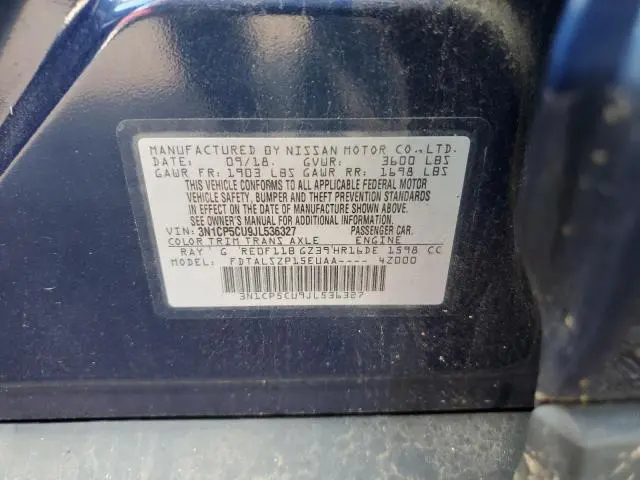 MANUFACTURED BY NISSAN MOTOR CO.,LTD.
DATE: 09/18. GVWR: 3600 LBS
GAWR FR: 1903 LBS GAWR RR: 1698 LBS
THIS VEHICLE CONFORMS TO ALL APPLICABLE FEDERAL MOTOR
VEHICLE SAFETY, BUMPER AND THEFT PREVENTION STANDARDS
IN EFFECT ON THE DATE OF MANUFACTURE SHOWN ABOVE.
SEE OWNER'S MANUAL FOR ADDITIONAL INFORMATION.
VIN: 3N1CP5CU9JL536327 PASSENGER CAR.
COLOR TRIM TRANS AXLE ENGINE
RAY G RE0F11B GZ39 HR16DE 1598 CC
FDTALSZP15EUAA---- 4Z000
3N1CP5CU9JL536327